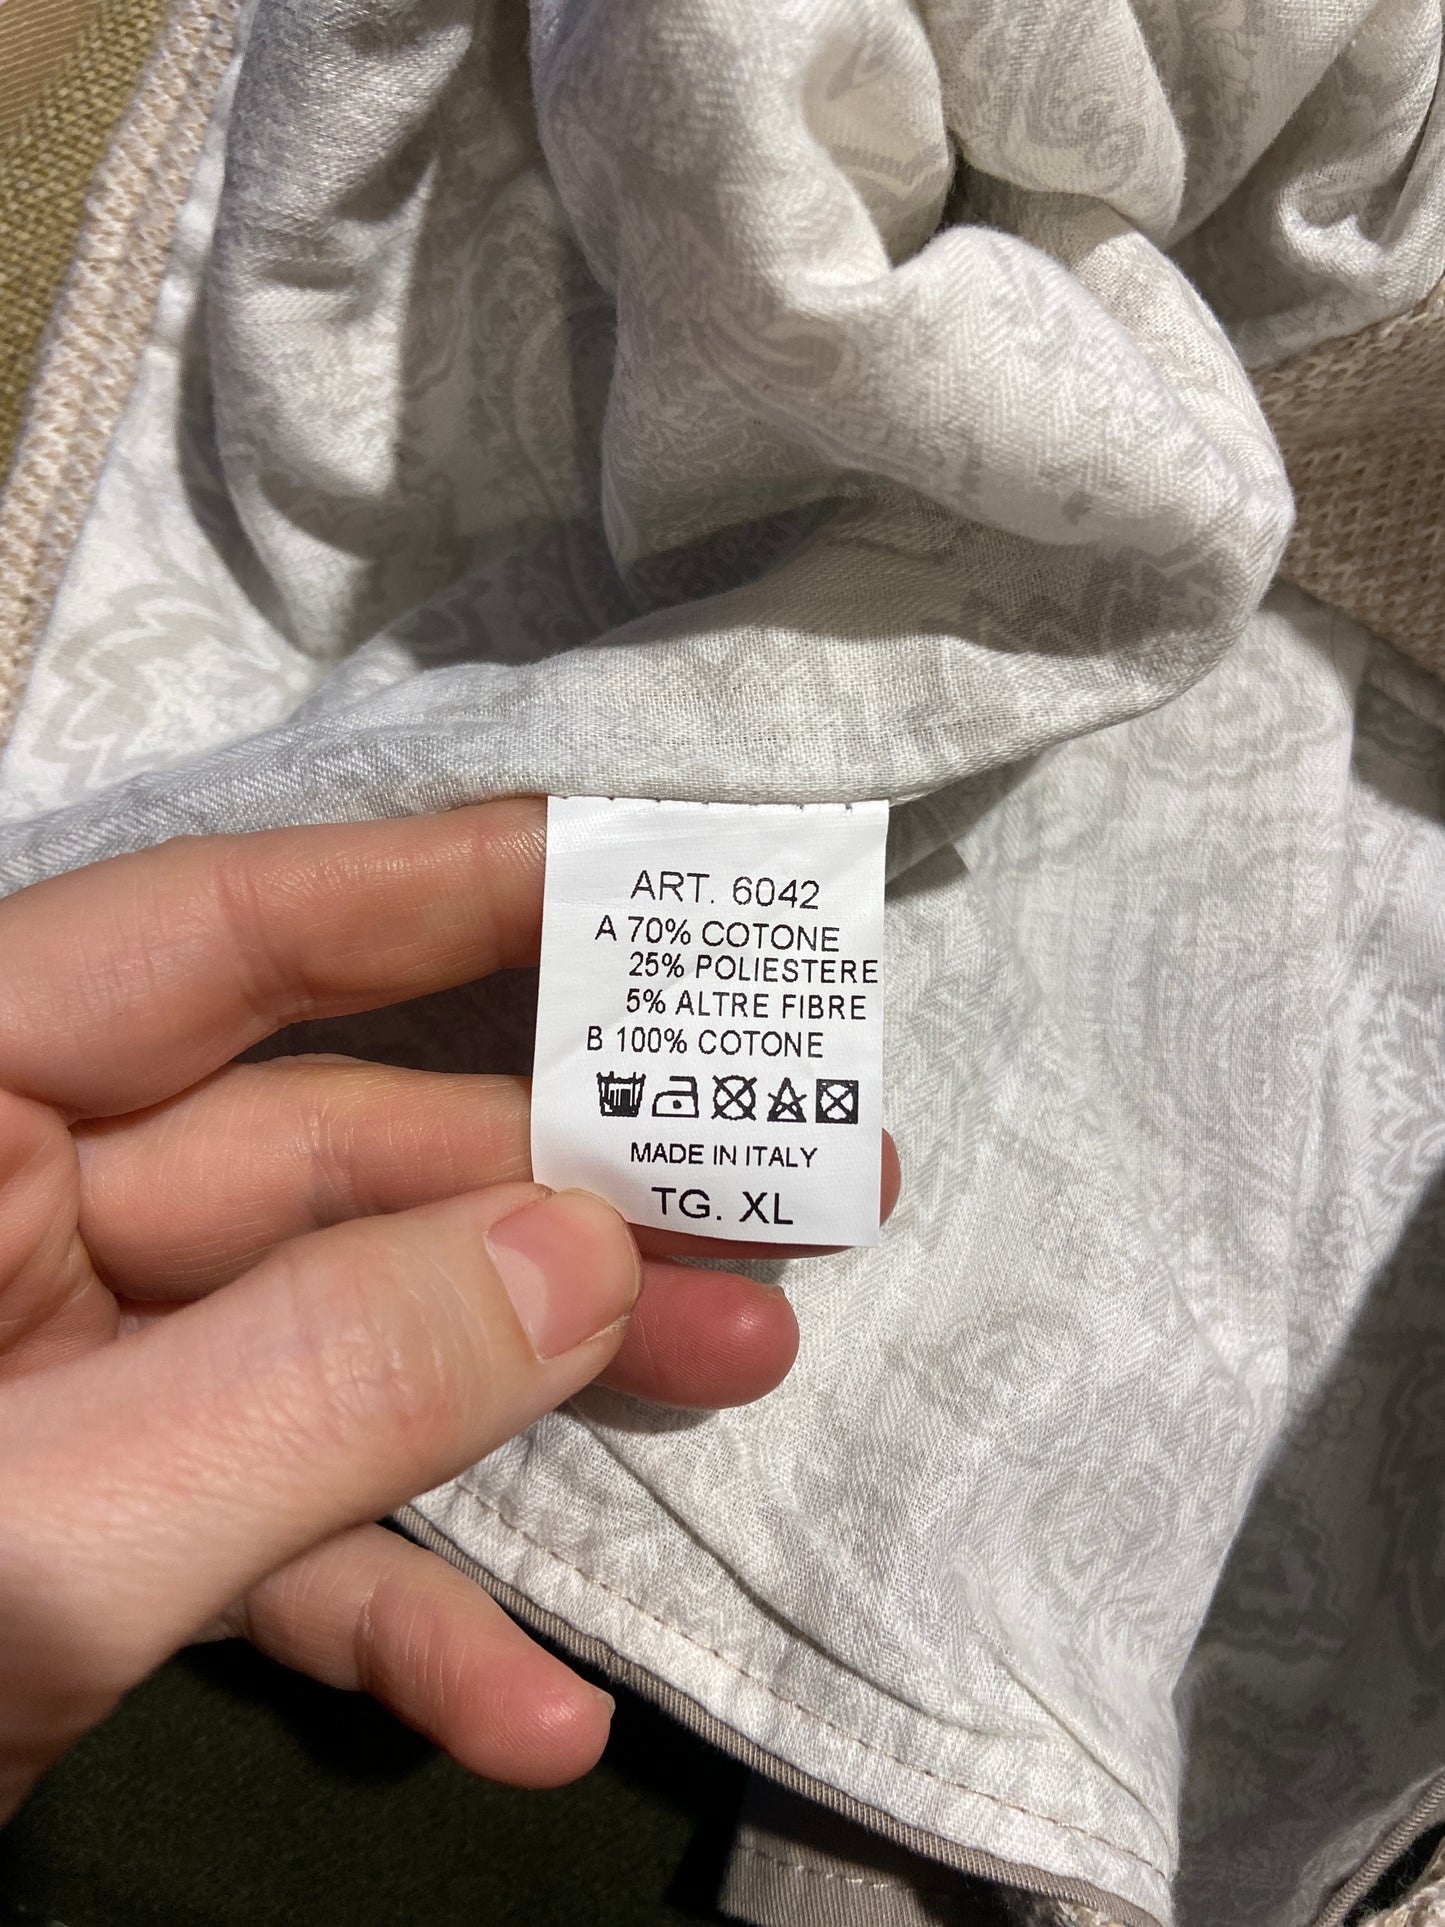 ART. 6042
A 70% COTONE
25% POLIESTERE
5% ALTRE FIBRE
B 100% COTONE
MADE IN ITALY
TG. XL